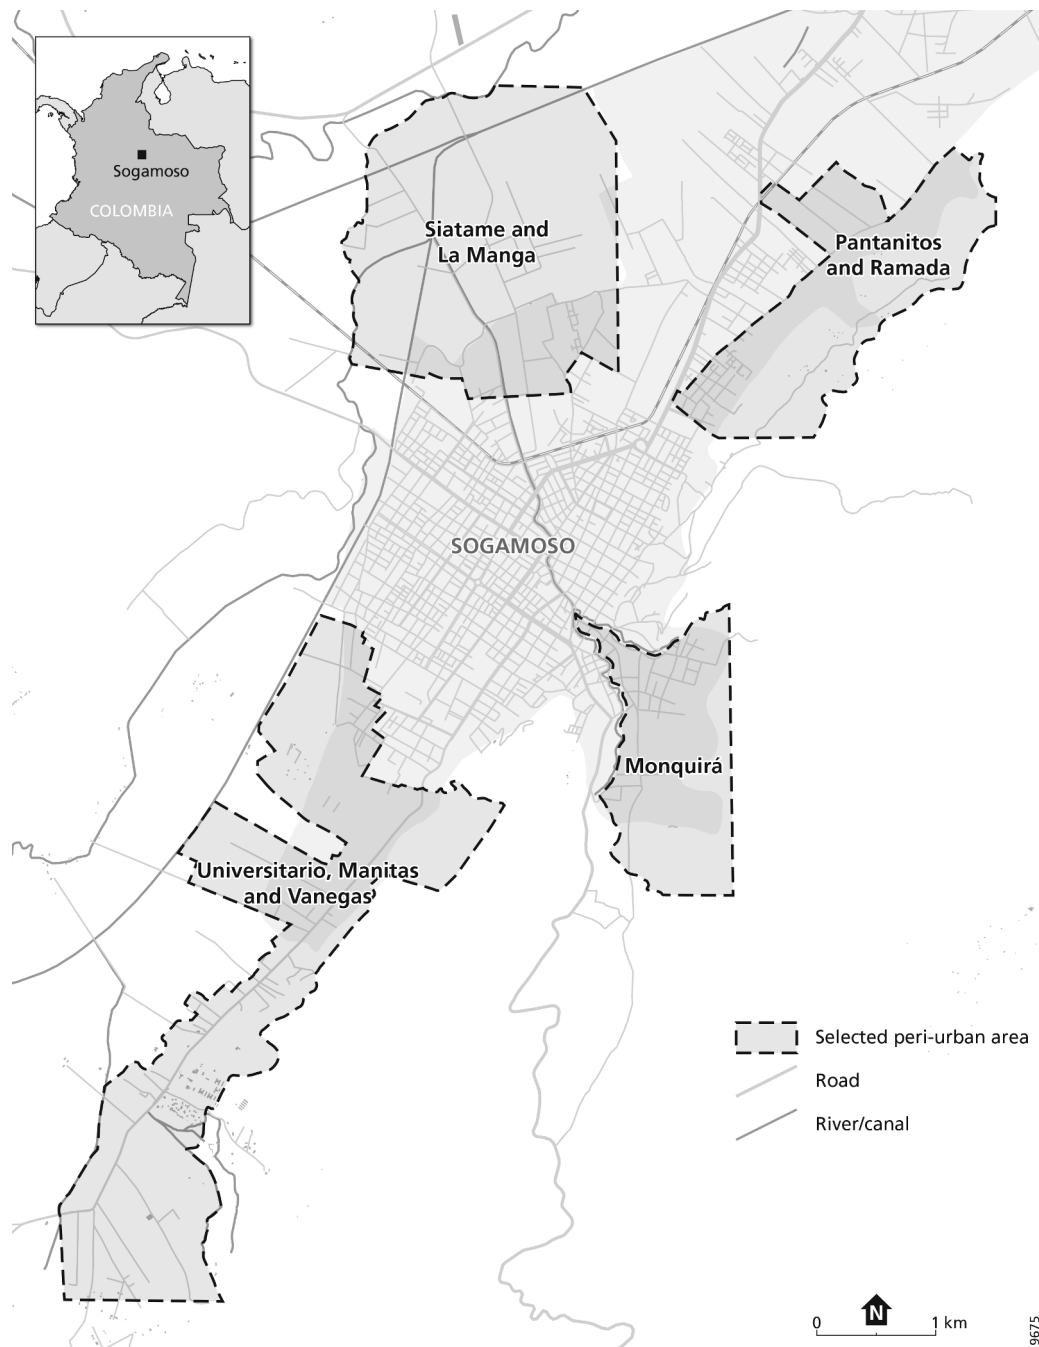 Sogamoso
COLOMBIA
Siatame and
La Manga
Pantanitos
and Ramada
SOGAMOSO
Monquirá
Universitario, Manitas
and Vanegas
Selected peri-urban area
Road
River/canal
N
0 1 km
9675